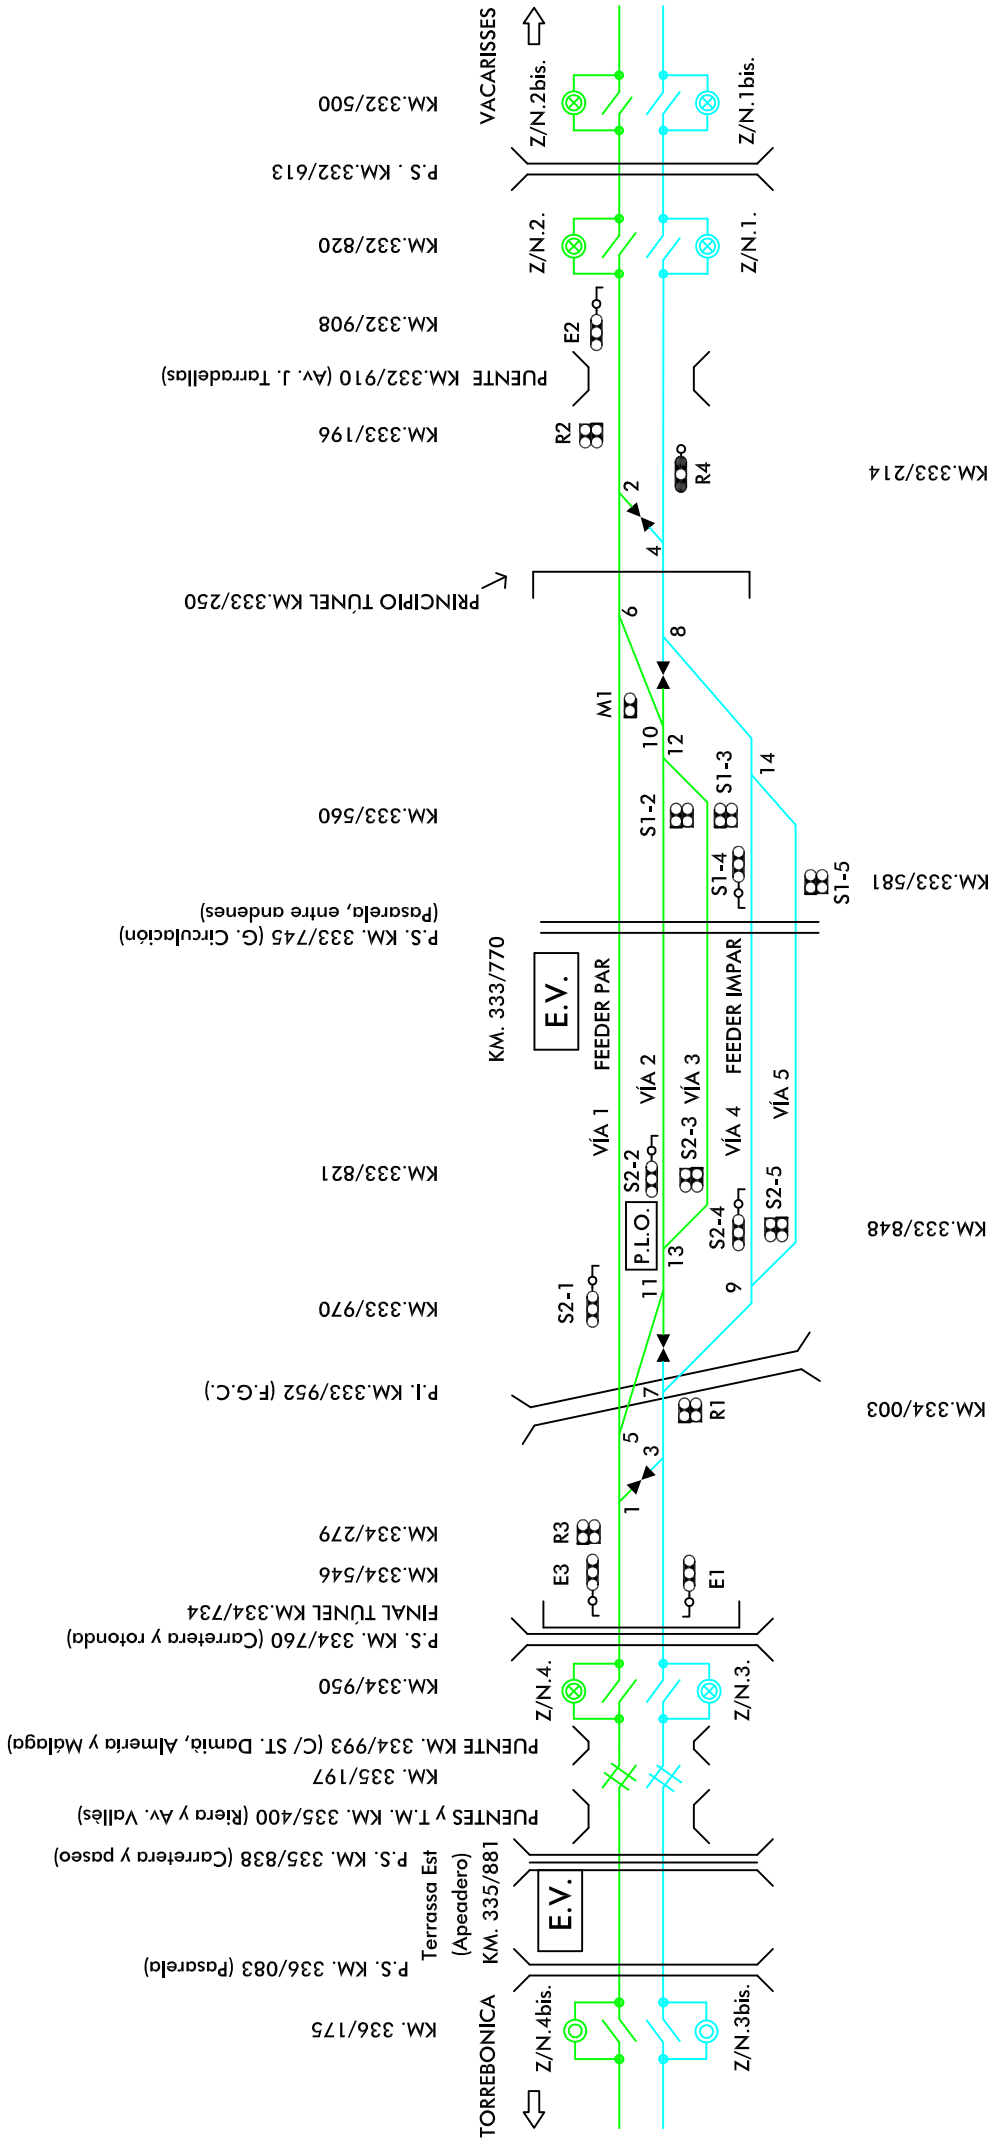 VACARISSES
KM.332/500
Z/N.2bis.
Z/N.1bis.
P.S . KM.332/613
KM.332/820
Z/N.2.
Z/N.1.
KM.332/908
E2
PUENTE KM.332/910 (Av. J. Tarradellas)
KM.333/196
R2
R4
KM.333/214
2
4
PRINCIPIO TÚNEL KM.333/250
6
8
M1
10
12
14
KM.333/560
S1-2
S1-3
S1-4
S1-5
KM.333/581
P.S. KM. 333/745 (G. Circulación)
(Pasarela, entre andenes)
KM. 333/770
E.V.
FEEDER PAR
FEEDER IMPAR
VÍA 1
VÍA 2
VÍA 3
VÍA 4
VÍA 5
KM.333/821
S2-2
S2-3
P.L.O.
S2-4
S2-5
KM.333/848
KM.333/970
S2-1
11
13
9
P.I. KM.333/952 (F.G.C.)
7
R1
KM.334/003
5
3
1
KM.334/279
R3
KM.334/546
E3
E1
FINAL TÚNEL KM.334/734
P.S. KM. 334/760 (Carretera y rotonda)
KM.334/950
Z/N.4.
Z/N.3.
PUENTE KM. 334/993 (C/ ST. Damià, Almeria y Màlaga)
KM. 335/197
PUENTES y T.M. KM. 335/400 (Riera y Av. Vallès)
P.S. KM. 335/838 (Carretera y paseo)
Terrassa Est
(Apeadero)
KM. 335/881
E.V.
P.S. KM. 336/083 (Pasarela)
TORREBONICA
KM. 336/175
Z/N.4bis.
Z/N.3bis.